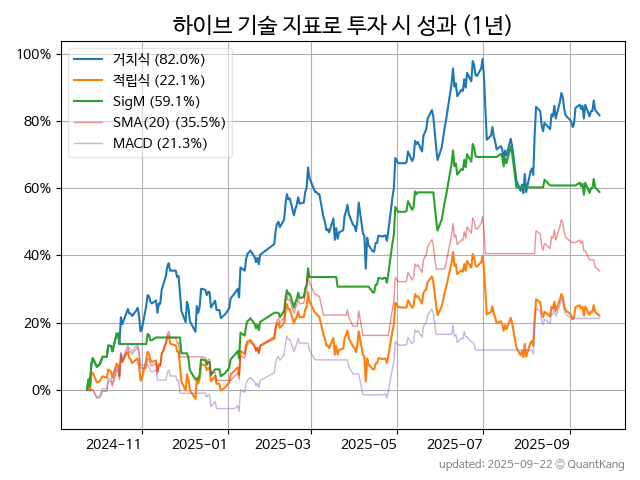 하이브 기술 지표로 투자 시 성과 (1년)
거치식 (82.0%)
적립식 (22.1%)
SigM (59.1%)
SMA(20) (35.5%)
MACD (21.3%)
100%
80%
60%
40%
20%
0%
2024-11 2025-01 2025-03 2025-05 2025-07 2025-09
updated: 2025-09-22 © QuantKang